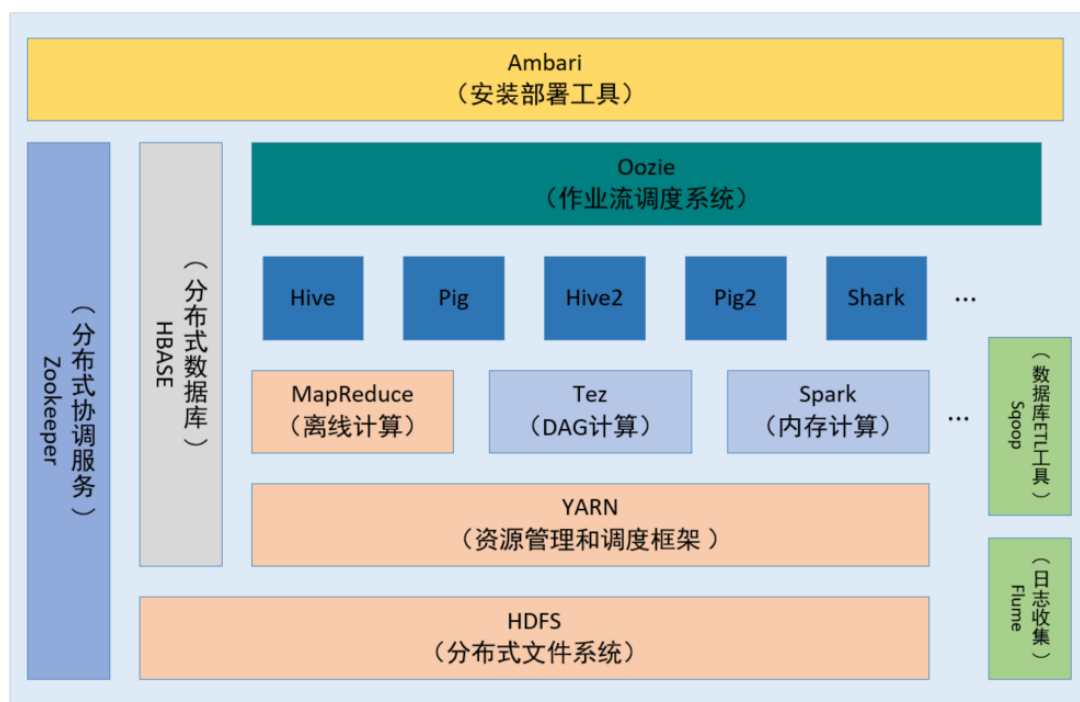 Ambari
（安装部署工具）
Zookeeper
（分布式协调服务）
HBASE
（分布式数据库）
Oozie
（作业流调度系统）
Hive
Pig
Hive2
Pig2
Shark
...
MapReduce
（离线计算）
Tez
（DAG计算）
Spark
（内存计算）
...
Sqoop
（数据库ETL工具）
YARN
（资源管理和调度框架 ）
Flume
（日志收集）
HDFS
（分布式文件系统）